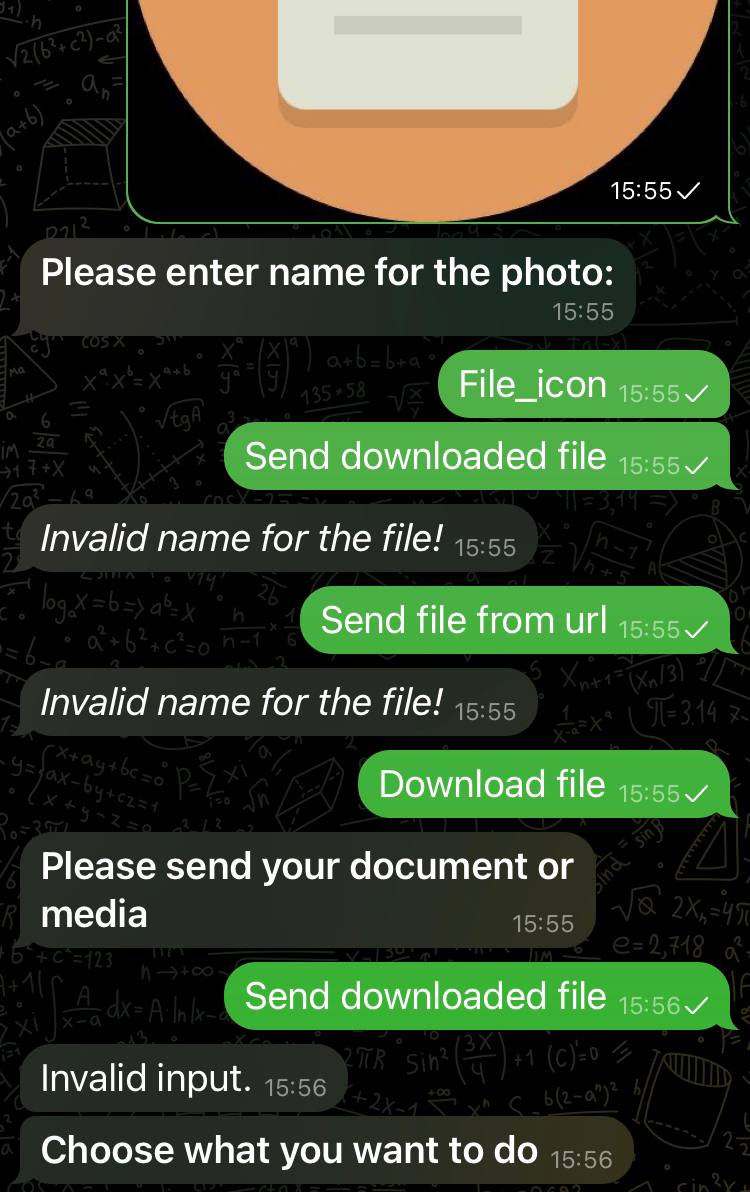 15:55
Please enter name for the photo:
15:55
File_icon 15:55
Send downloaded file 15:55
Invalid name for the file! 15:55
Send file from url 15:55
Invalid name for the file! 15:55
Download file 15:55
Please send your document or
media 15:55
Send downloaded file 15:56
Invalid input. 15:56
Choose what you want to do 15:56